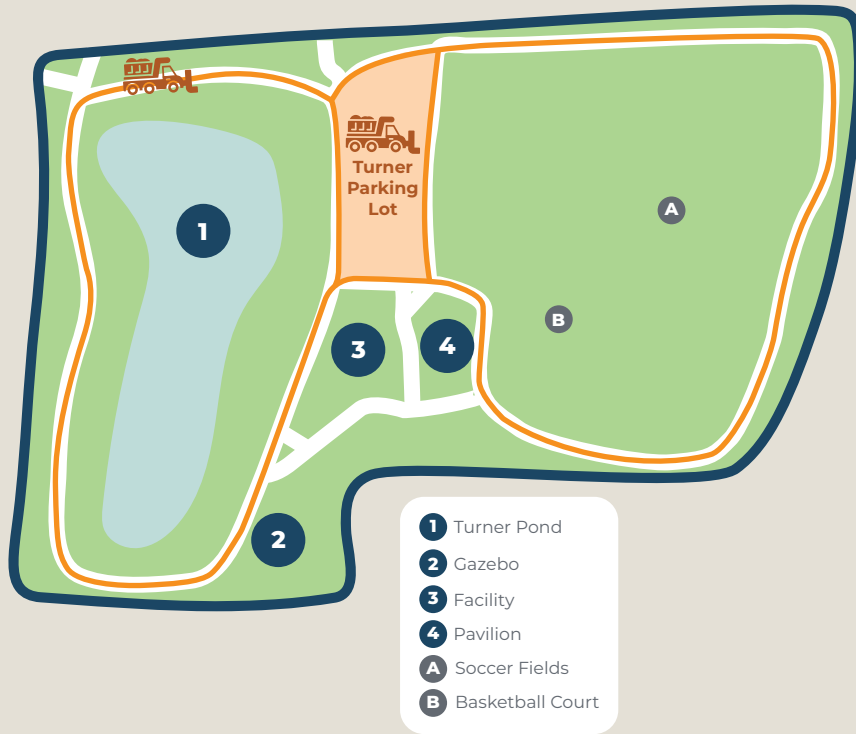 Turner
Parking
Lot
1
A
B
3
4
2
1 Turner Pond
2 Gazebo
3 Facility
4 Pavilion
A Soccer Fields
B Basketball Court